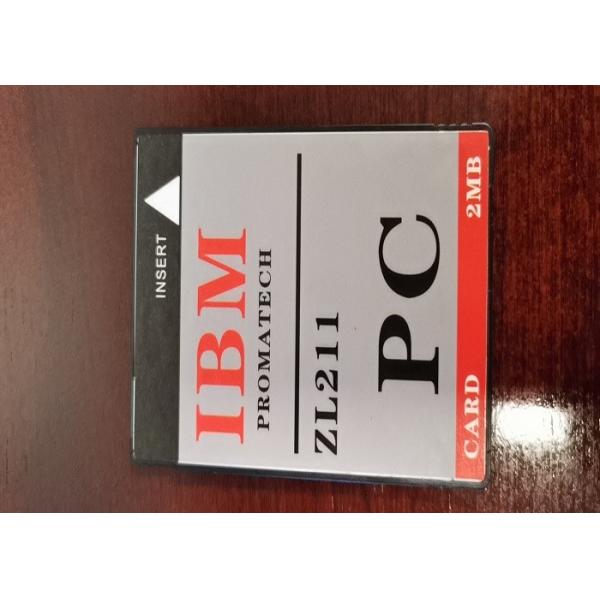 INSERT
IBM
PROMATECH
ZL211
PC
CARD 2MB